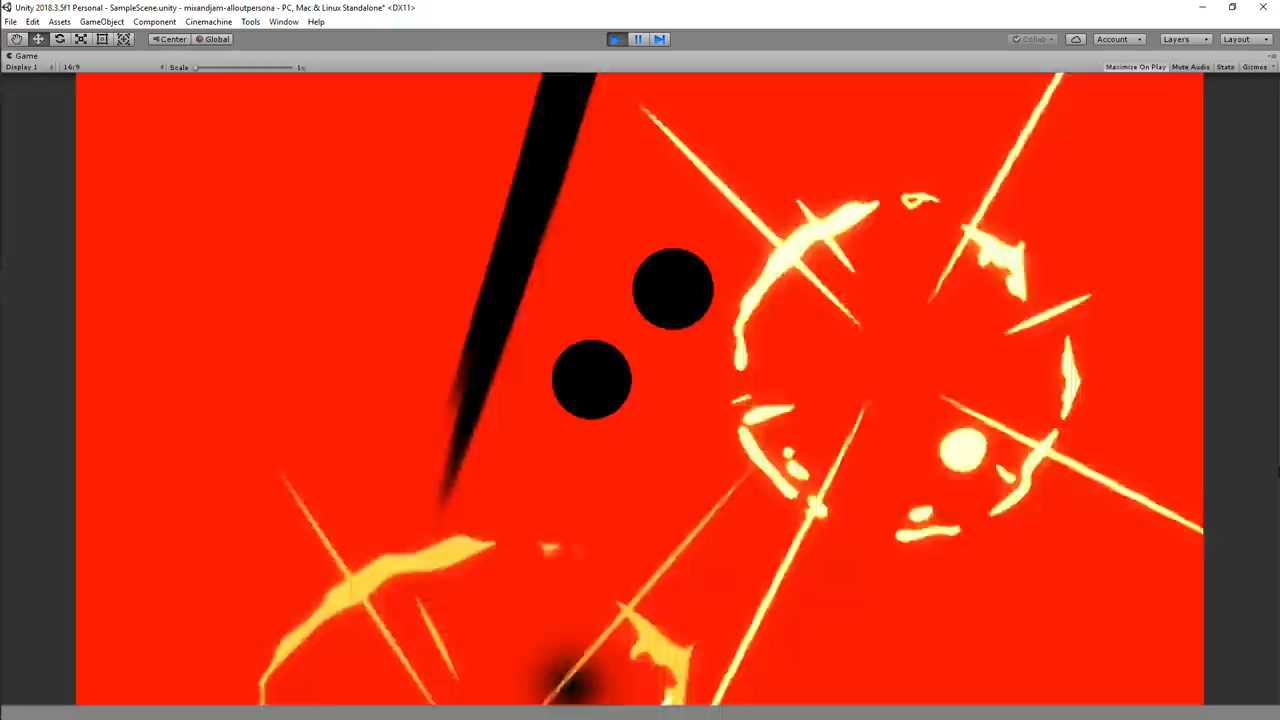 Unity 2018.3.5f1 Personal - SampleScene.unity - mixandjam-alloutpersona - PC, Mac & Linux Standalone* <DX11>
File Edit Assets GameObject Component Cinemachine Tools Window Help
Center Global Collab Account Layers Layout
Game
Display 1 16:9 Scale 1x Maximize On Play Mute Audio Stats Gizmos